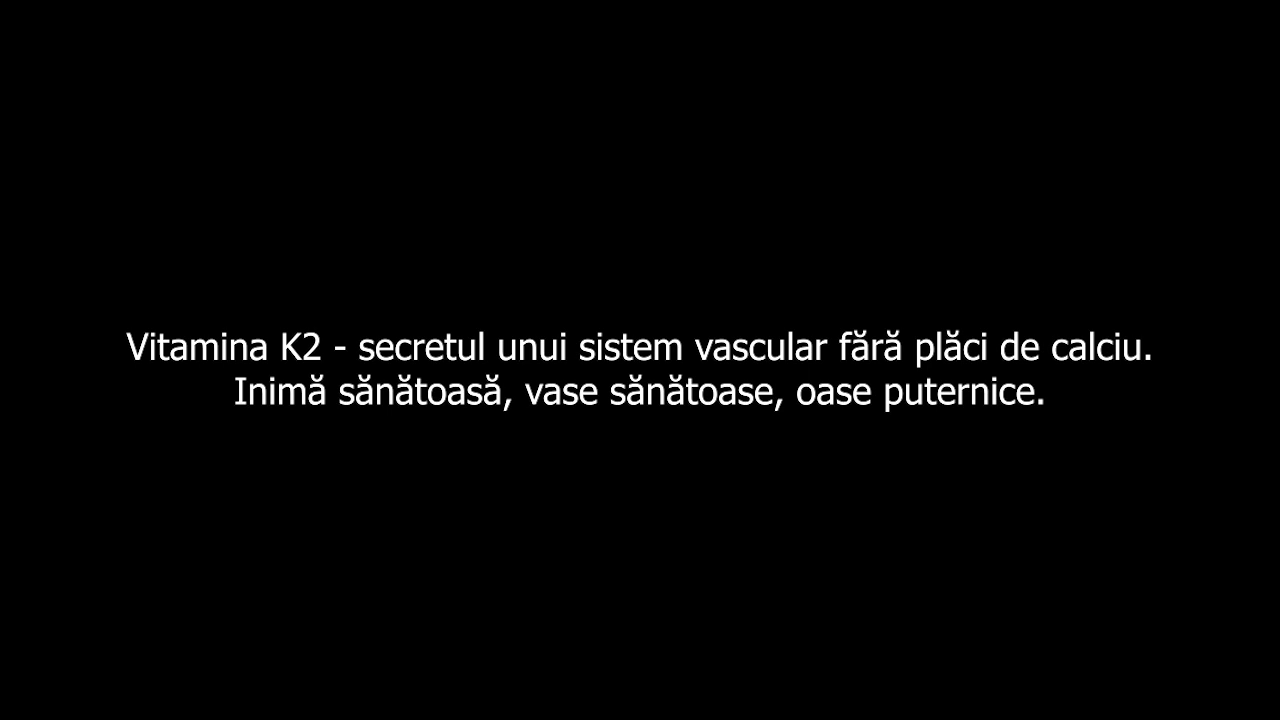 Vitamina K2 - secretul unui sistem vascular fără plăci de calciu.
Inimă sănătoasă, vase sănătoase, oase puternice.